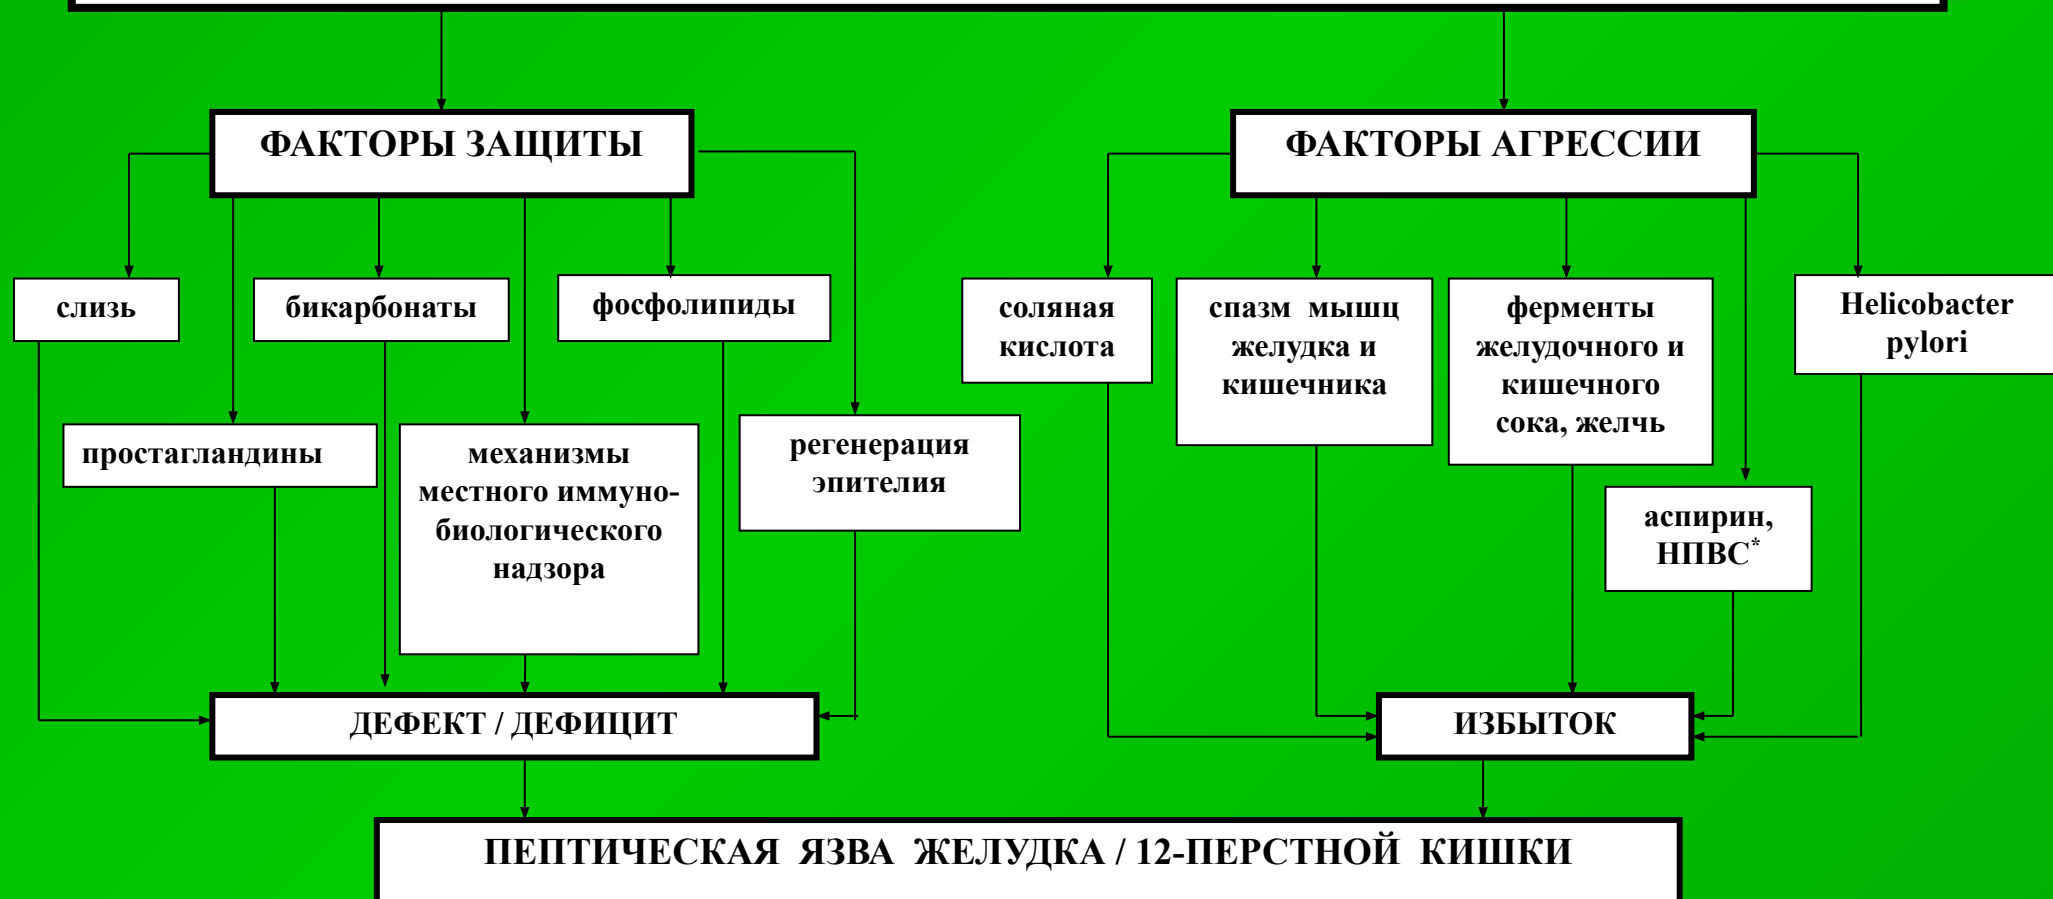 ФАКТОРЫ ЗАЩИТЫ
ФАКТОРЫ АГРЕССИИ
слизь
бикарбонаты
фосфолипиды
простагландины
механизмы
местного иммуно-
биологического
надзора
регенерация
эпителия
соляная
кислота
спазм мышц
желудка и
кишечника
ферменты
желудочного и
кишечного
сока, желчь
аспирин,
НПВС*
Helicobacter
pylori
ДЕФЕКТ / ДЕФИЦИТ
ИЗБЫТОК
ПЕПТИЧЕСКАЯ ЯЗВА ЖЕЛУДКА / 12-ПЕРСТНОЙ КИШКИ